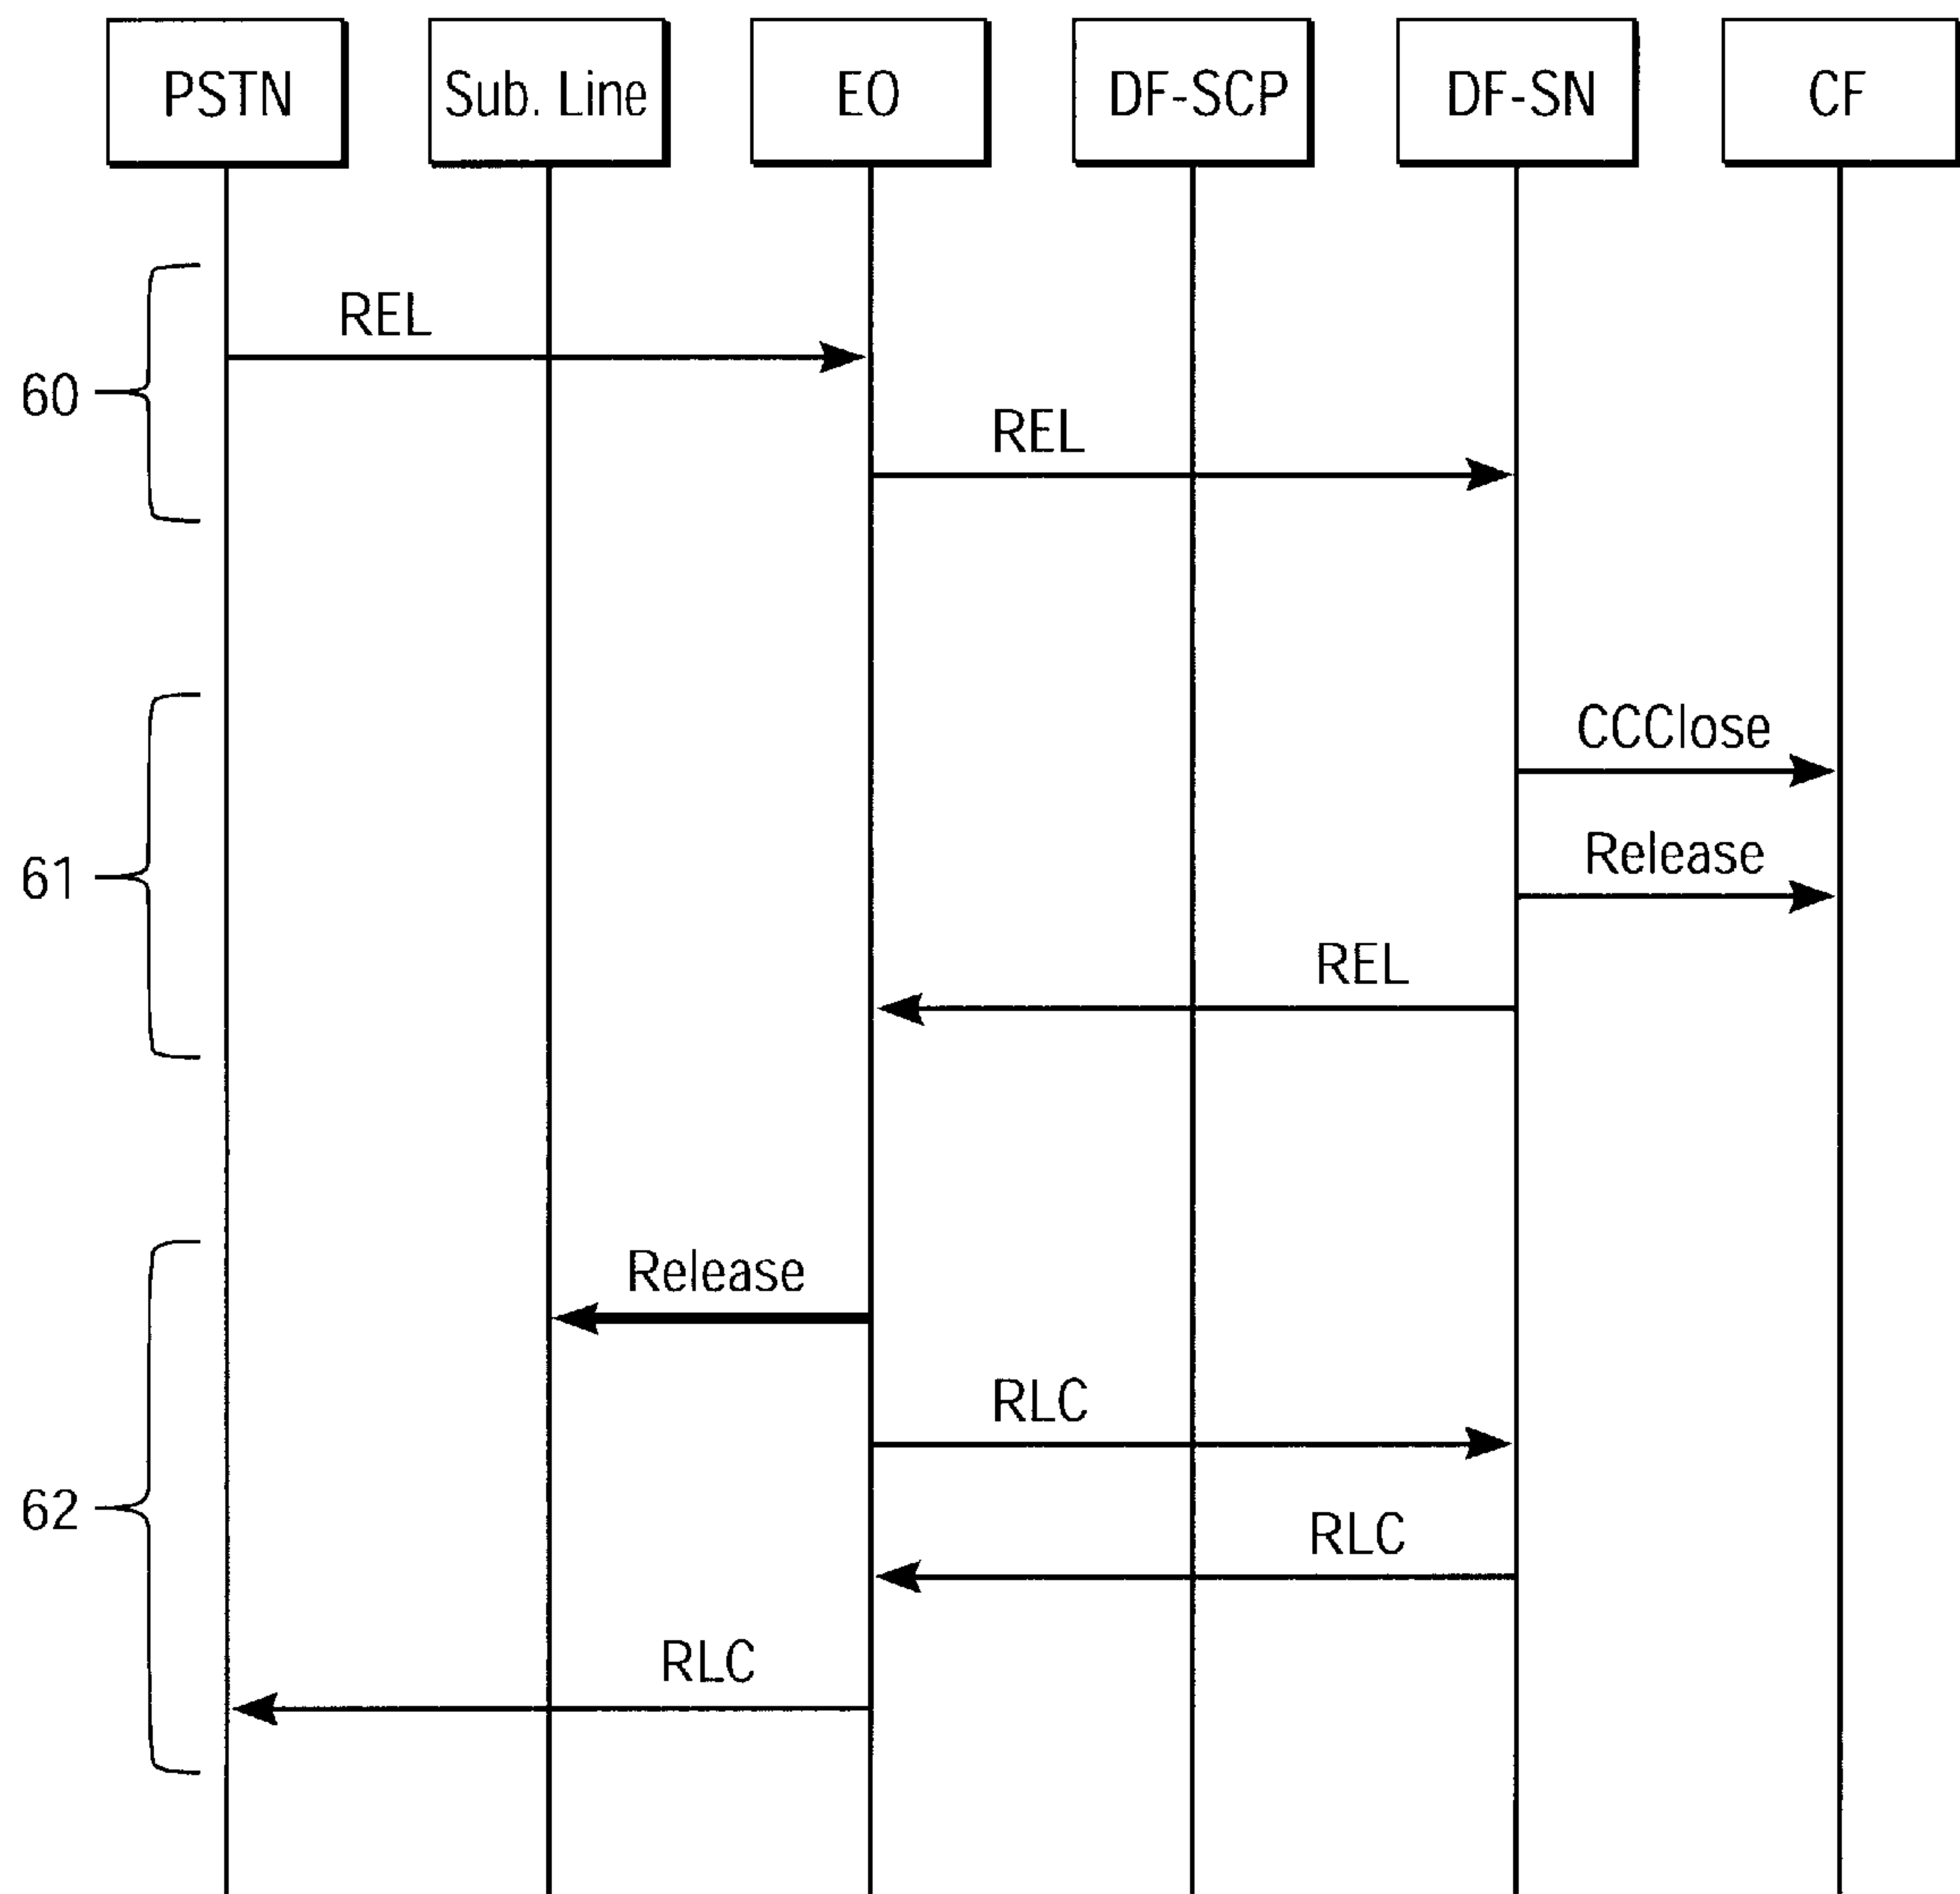 PSTN
Sub. Line
EO
DF-SCP
DF-SN
CF
REL
60
REL
CCClose
Release
61
REL
Release
RLC
62
RLC
RLC